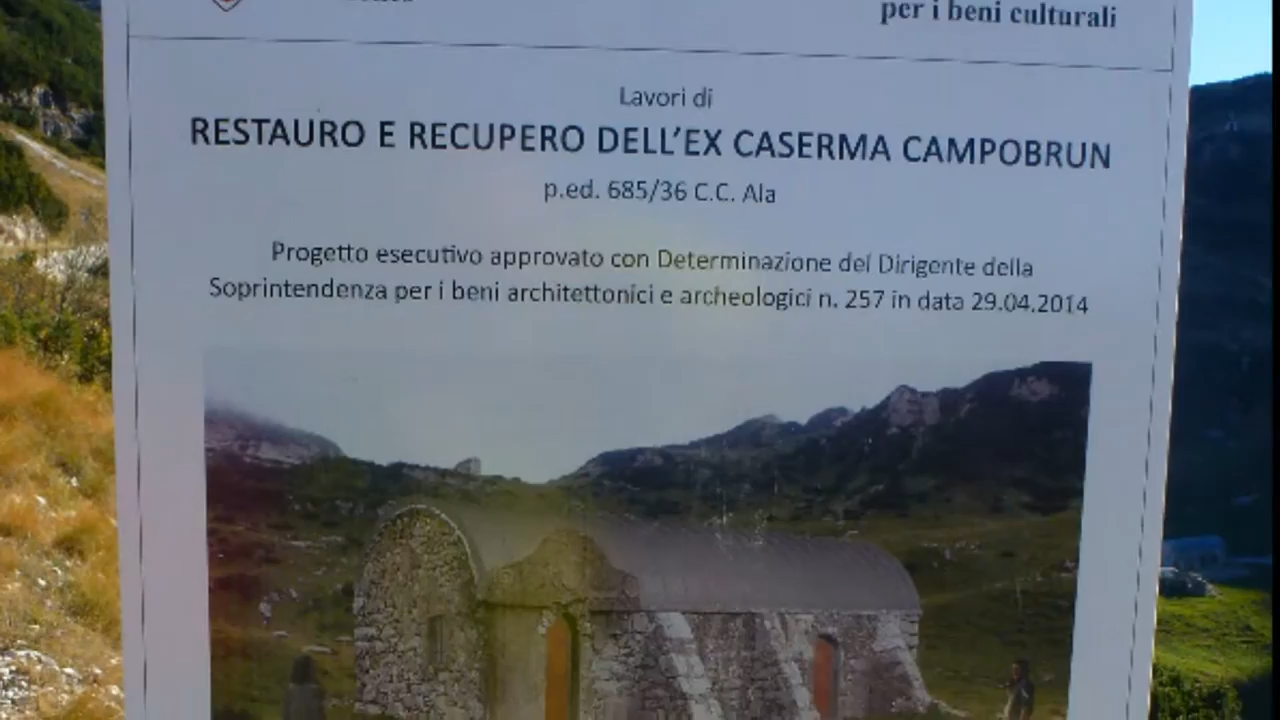 per i beni culturali
Lavori di
RESTAURO E RECUPERO DELL'EX CASERMA CAMPOBRUN
p.ed. 685/36 C.C. Ala
Progetto esecutivo approvato con Determinazione del Dirigente della
Soprintendenza per i beni architettonici e archeologici n. 257 in data 29.04.2014